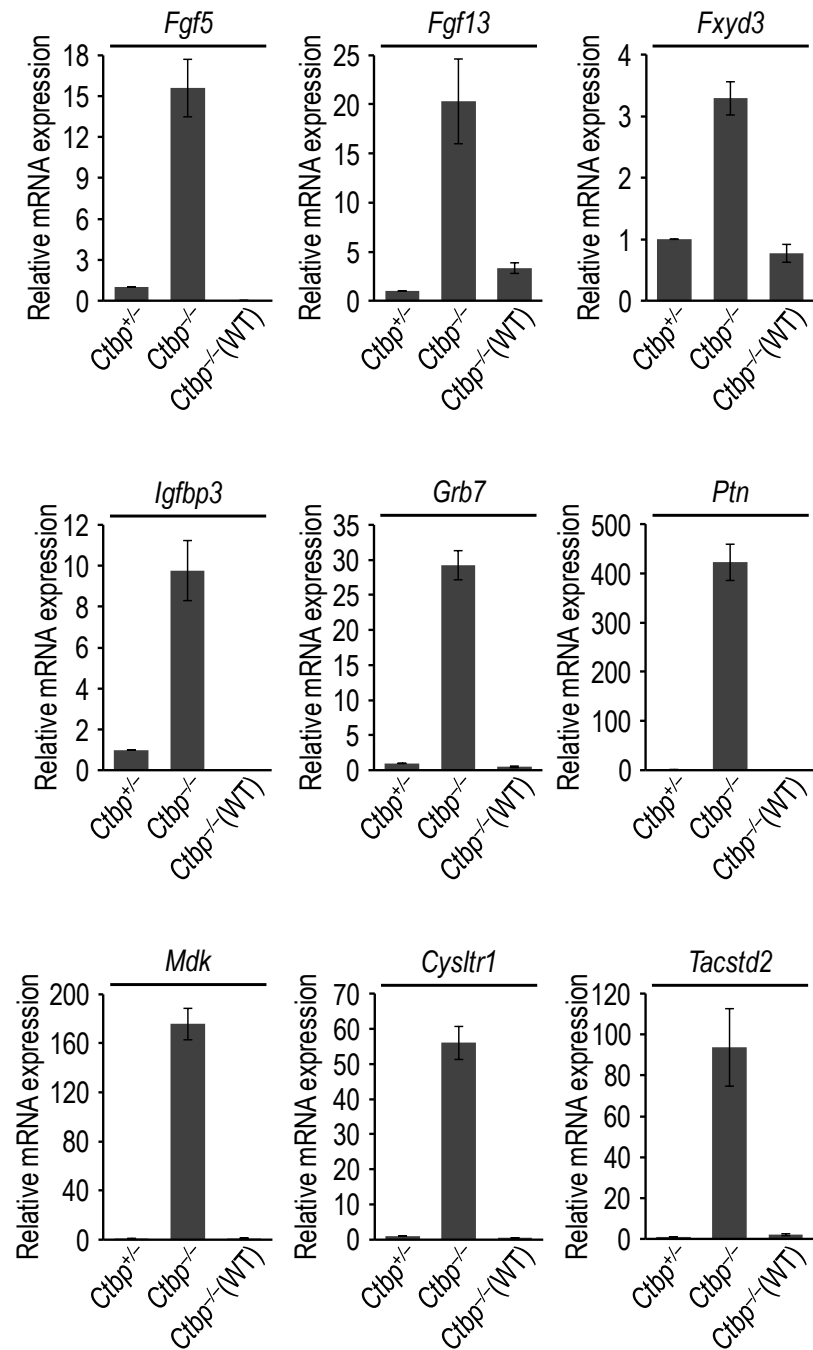 Fgf5
Fgf13
Fxyd3
Relative mRNA expression
18
15
12
9
6
3
0
Ctbp+/–
Ctbp–/–
Ctbp–/–(WT)
Relative mRNA expression
25
20
15
10
5
0
Ctbp+/–
Ctbp–/–
Ctbp–/–(WT)
Relative mRNA expression
4
3
2
1
0
Ctbp+/–
Ctbp–/–
Ctbp–/–(WT)
Igfbp3
Grb7
Ptn
Relative mRNA expression
12
10
8
6
4
2
0
Ctbp+/–
Ctbp–/–
Ctbp–/–(WT)
Relative mRNA expression
35
30
25
20
15
10
5
0
Ctbp+/–
Ctbp–/–
Ctbp–/–(WT)
Relative mRNA expression
500
400
300
200
100
0
Ctbp+/–
Ctbp–/–
Ctbp–/–(WT)
Mdk
Cysltr1
Tacstd2
Relative mRNA expression
200
160
120
80
40
0
Ctbp+/–
Ctbp–/–
Ctbp–/–(WT)
Relative mRNA expression
70
60
50
40
30
20
10
0
Ctbp+/–
Ctbp–/–
Ctbp–/–(WT)
Relative mRNA expression
120
100
80
60
40
20
0
Ctbp+/–
Ctbp–/–
Ctbp–/–(WT)